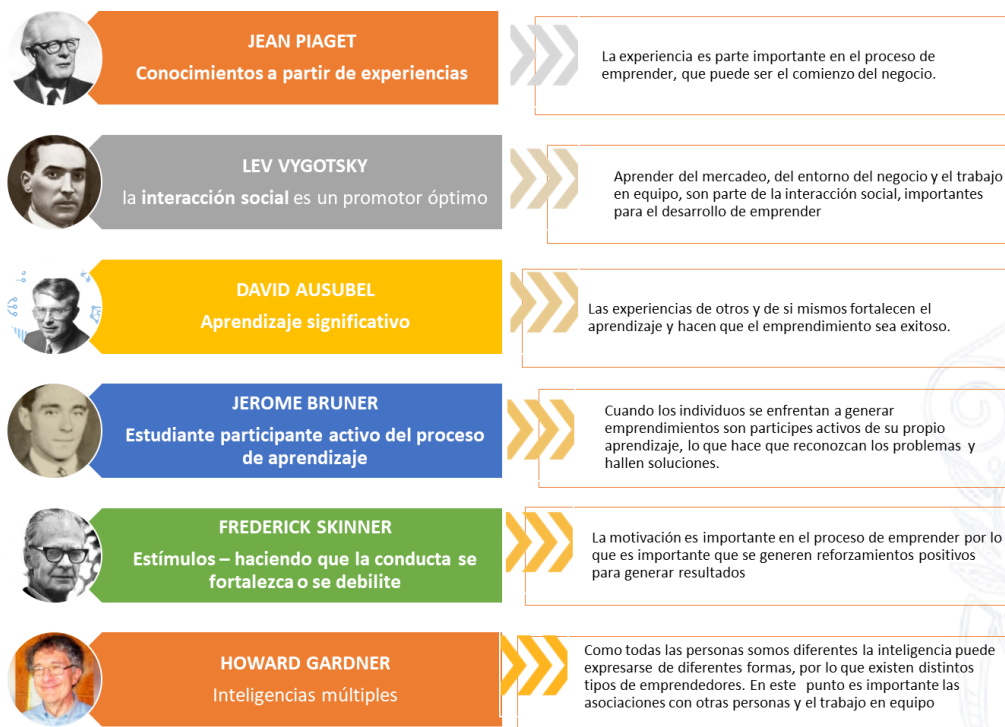 JEAN PIAGET
Conocimientos a partir de experiencias
La experiencia es parte importante en el proceso de
emprender, que puede ser el comienzo del negocio.
LEV VYGOTSKY
la interacción social es un promotor óptimo
Aprender del mercadeo, del entorno del negocio y el trabajo
en equipo, son parte de la interacción social, importantes
para el desarrollo de emprender
DAVID AUSUBEL
Aprendizaje significativo
Las experiencias de otros y de si mismos fortalecen el
aprendizaje y hacen que el emprendimiento sea exitoso.
JEROME BRUNER
Estudiante participante activo del proceso
de aprendizaje
Cuando los individuos se enfrentan a generar
emprendimientos son participes activos de su propio
aprendizaje, lo que hace que reconozcan los problemas y
hallen soluciones.
FREDERICK SKINNER
Estímulos – haciendo que la conducta se
fortalezca o se debilite
La motivación es importante en el proceso de emprender por lo
que es importante que se generen reforzamientos positivos
para generar resultados
HOWARD GARDNER
Inteligencias múltiples
Como todas las personas somos diferentes la inteligencia puede
expresarse de diferentes formas, por lo que existen distintos
tipos de emprendedores. En este punto es importante las
asociaciones con otras personas y el trabajo en equipo